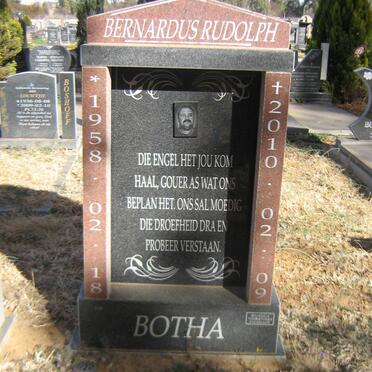 BERNARDUS RUDOLPH
* 1958 . 02 . 18
† 2010 . 02 . 09
DIE ENGEL HET JOU KOM
HAAL, GOUER AS WAT ONS
BEPLAN HET. ONS SAL MOEDIG
DIE DROEFHEID DRA EN
PROBEER VERSTAAN.
BOTHA
BOSHOFF